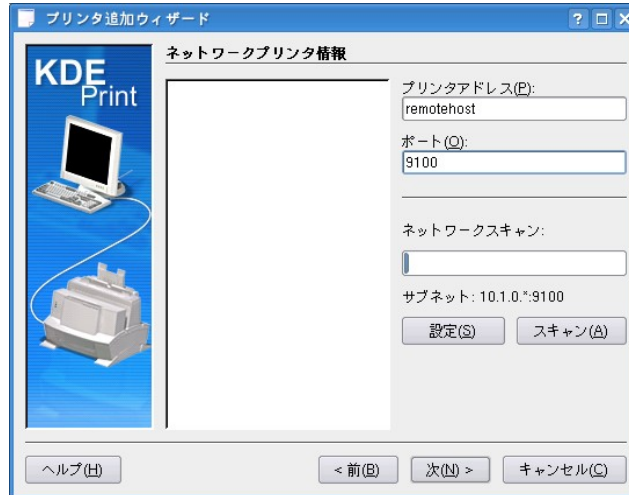 プリンタ追加ウィザード
KDE
Print
ネットワークプリンタ情報
プリンタアドレス(P):
remotehost
ポート(O):
9100
ネットワークスキャン:
サブネット: 10.1.0.*:9100
設定(S)
スキャン(A)
ヘルプ(H)
< 前(B)
次(N) >
キャンセル(C)